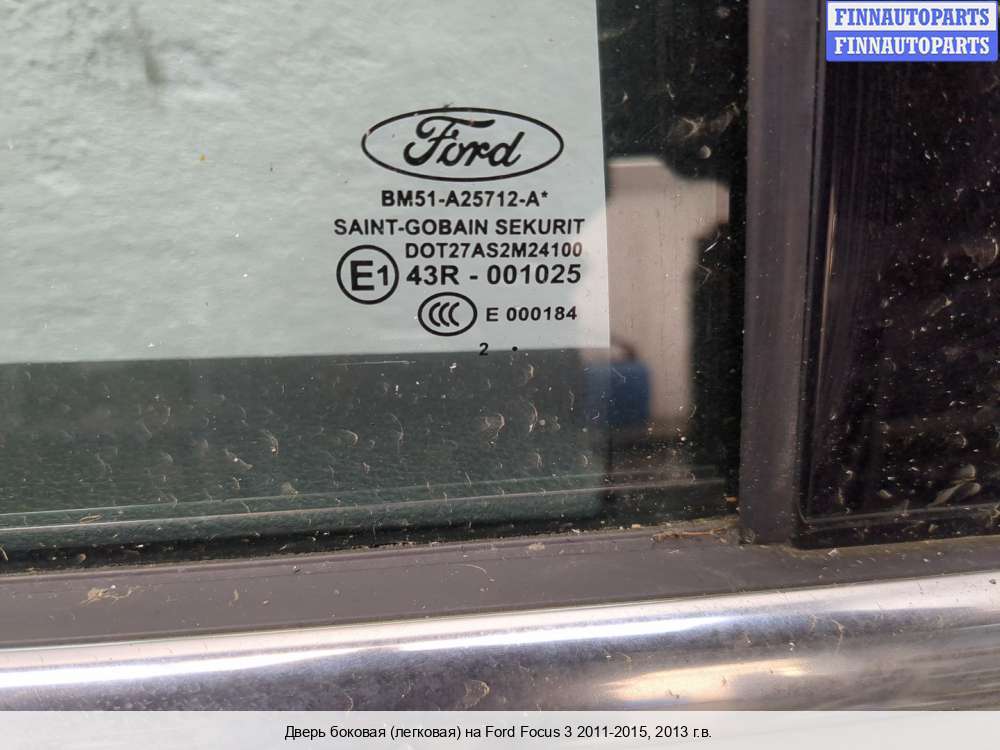 FINNAUTOPARTS
FINNAUTOPARTS
Ford
BM51-A25712-A*
SAINT-GOBAIN SEKURIT
DOT27AS2M24100
E1 43R - 001025
CCC E 000184
2 •
Дверь боковая (легковая) на Ford Focus 3 2011-2015, 2013 г.в.